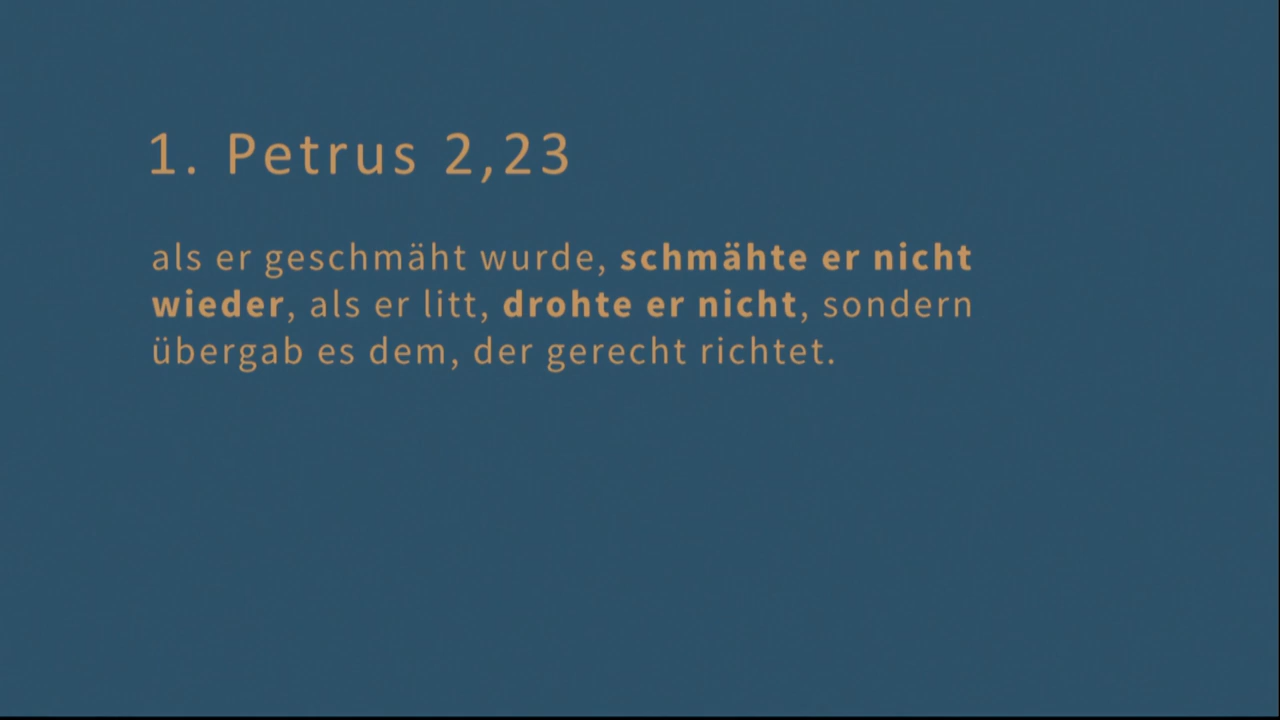 1. Petrus 2,23
als er geschmäht wurde, schmähte er nicht
wieder, als er litt, drohte er nicht, sondern
übergab es dem, der gerecht richtet.